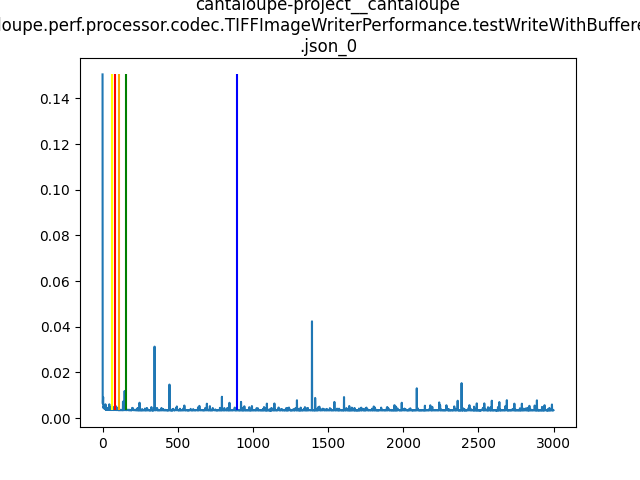 cantaloupe-project__cantaloupe
loupe.perf.processor.codec.TIFFImageWriterPerformance.testWriteWithBuffere
.json_0
0.14
0.12
0.10
0.08
0.06
0.04
0.02
0.00
0 500 1000 1500 2000 2500 3000